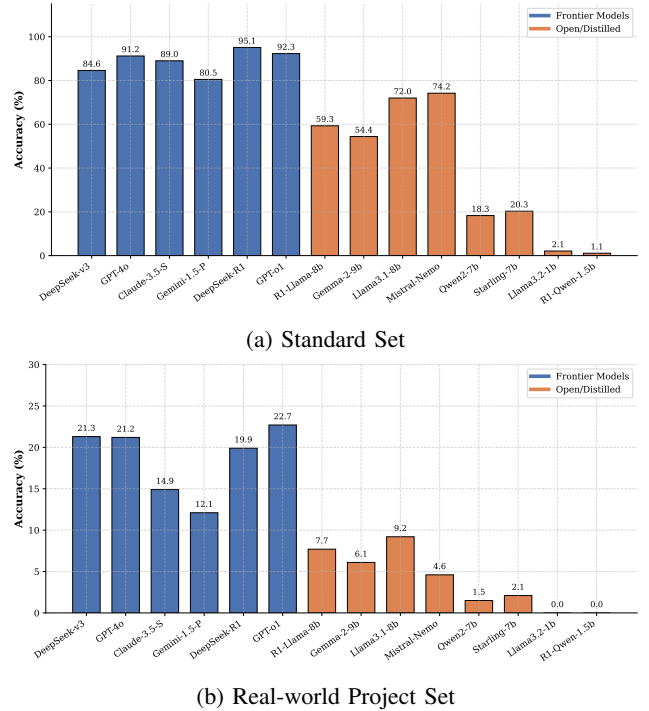 Frontier Models
Open/Distilled
Accuracy (%)
100
80
60
40
20
0
84.6
91.2
89.0
80.5
95.1
92.3
59.3
54.4
72.0
74.2
18.3
20.3
2.1
1.1
DeepSeek-v3
GPT-4o
Claude-3.5-S
Gemini-1.5-P
DeepSeek-R1
GPT-o1
R1-Llama-8b
Gemma-2-9b
Llama3.1-8b
Mistral-Nemo
Qwen2-7b
Starling-7b
Llama3.2-1b
R1-Qwen-1.5b
(a) Standard Set
Frontier Models
Open/Distilled
Accuracy (%)
30
25
20
15
10
5
0
21.3
21.2
14.9
12.1
19.9
22.7
7.7
6.1
9.2
4.6
1.5
2.1
0.0
0.0
DeepSeek-v3
GPT-4o
Claude-3.5-S
Gemini-1.5-P
DeepSeek-R1
GPT-o1
R1-Llama-8b
Gemma-2-9b
Llama3.1-8b
Mistral-Nemo
Qwen2-7b
Starling-7b
Llama3.2-1b
R1-Qwen-1.5b
(b) Real-world Project Set